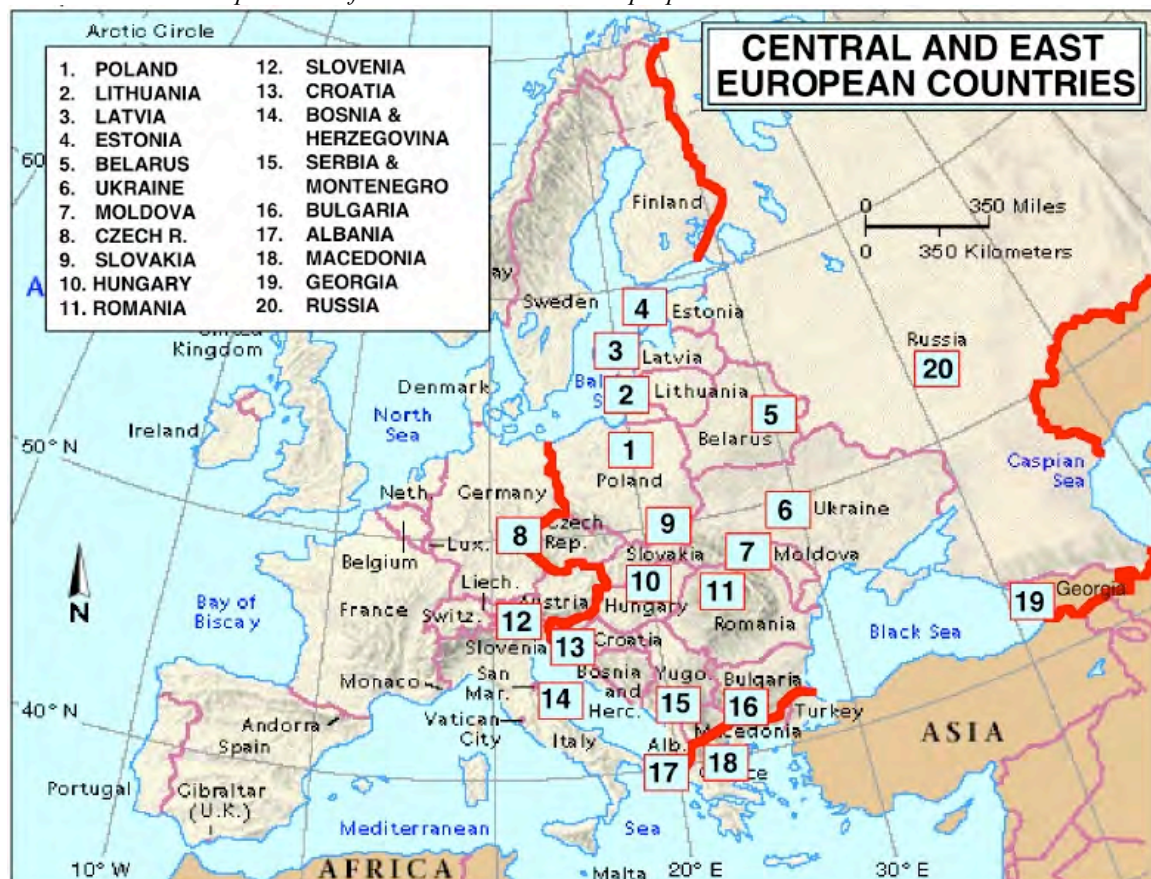 Arctic Circle
CENTRAL AND EAST
EUROPEAN COUNTRIES
1. POLAND
2. LITHUANIA
3. LATVIA
4. ESTONIA
5. BELARUS
6. UKRAINE
7. MOLDOVA
8. CZECH R.
9. SLOVAKIA
10. HUNGARY
11. ROMANIA
12. SLOVENIA
13. CROATIA
14. BOSNIA &
HERZEGOVINA
15. SERBIA &
MONTENEGRO
16. BULGARIA
17. ALBANIA
18. MACEDONIA
19. GEORGIA
20. RUSSIA
60
Finland
0 350 Miles
0 350 Kilometers
A
Sweden
4
Estonia
Kingdom
3
Latvia
Russia
20
Denmark
2
Lithuania
North
Sea
5
Ireland
Belarus
50° N
1
Poland
Caspian
Sea
Neth.
Germany
6
Ukraine
8
Czech
Rep.
9
Slovakia
7
Moldova
Lux.
Belgium
Liech.
10
11
N
Bay of
Biscay
France
Switz.
Austria
Hungary
Romania
19
Georgia
12
Slovenia
13
Croatia
Black Sea
Monaco
San
Mar.
Bosnia
and
Herc.
14
Yugo.
15
Bulgaria
16
40° N
Andorra
Spain
Vatican
City
Italy
Macedonia
Turkey
ASIA
Alb.
17
18
Portugal
Gibraltar
(U.K.)
Mediterranean Sea
10° W
AFRICA
Malta
20° E
30° E